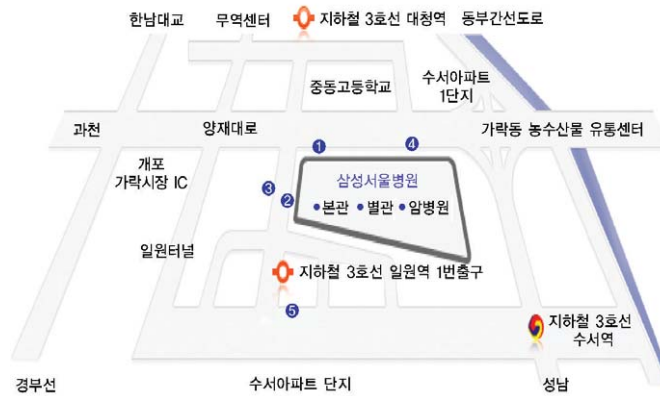 한남대교
무역센터
지하철 3호선 대청역
동부간선도로
중동고등학교
수서아파트
1단지
과천
양재대로
가락동 농수산물 유통센터
1
4
개포
가락시장 IC
삼성서울병원
3
2
•본관 •별관 •암병원
일원터널
지하철 3호선 일원역 1번출구
5
지하철 3호선
수서역
경부선
수서아파트 단지
성남